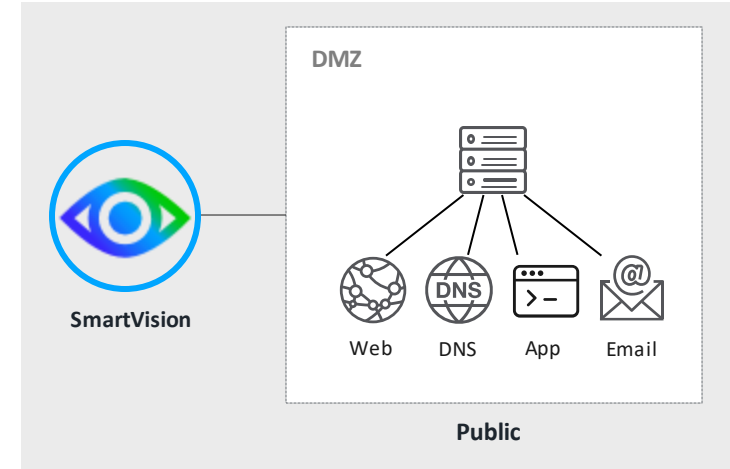 DMZ
DNS
@
Web
DNS
App
Email
SmartVision
Public